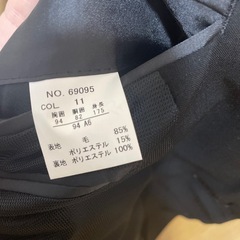 NO. 69095
COL 11
胸囲 胴囲 身長
94 82 175
94 A6
表地 毛 85%
ポリエステル 15%
裏地 ポリエステル 100%